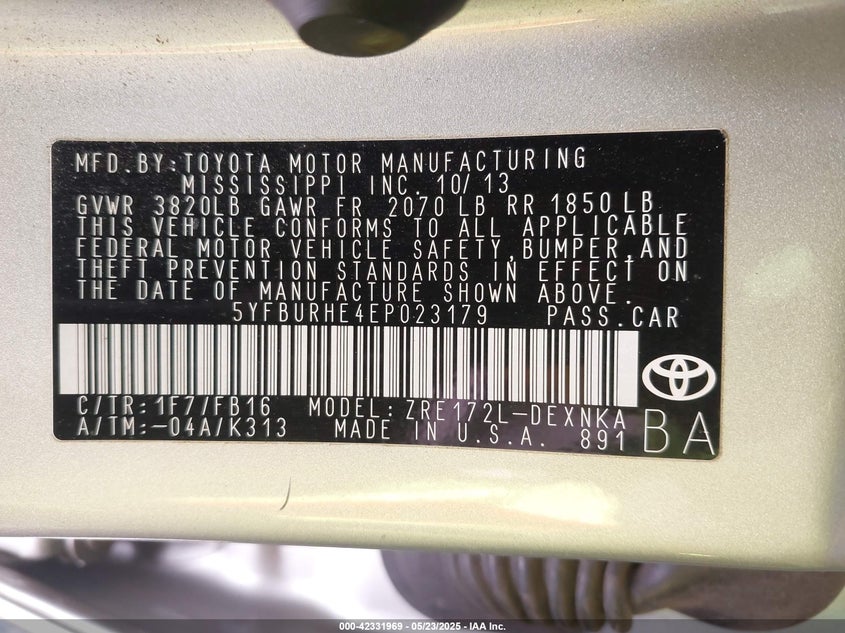 MFD.BY:TOYOTA MOTOR MANUFACTURING
MISSISSIPPI INC. 10/13
GVWR 3820LB GAWR FR 2070 LB RR 1850 LB
THIS VEHICLE CONFORMS TO ALL APPLICABLE
FEDERAL MOTOR VEHICLE SAFETY,BUMPER,AND
THEFT PREVENTION STANDARDS IN EFFECT ON
THE DATE OF MANUFACTURE SHOWN ABOVE.
5YFBURHE4EP023179 PASS.CAR
C/TR:1F7/FB16 MODEL:ZRE172L-DEXNKA
A/TM:-04A/K313 MADE IN U.S.A. 891
BA
000-42331969 — 05/23/2025 — IAA Inc.